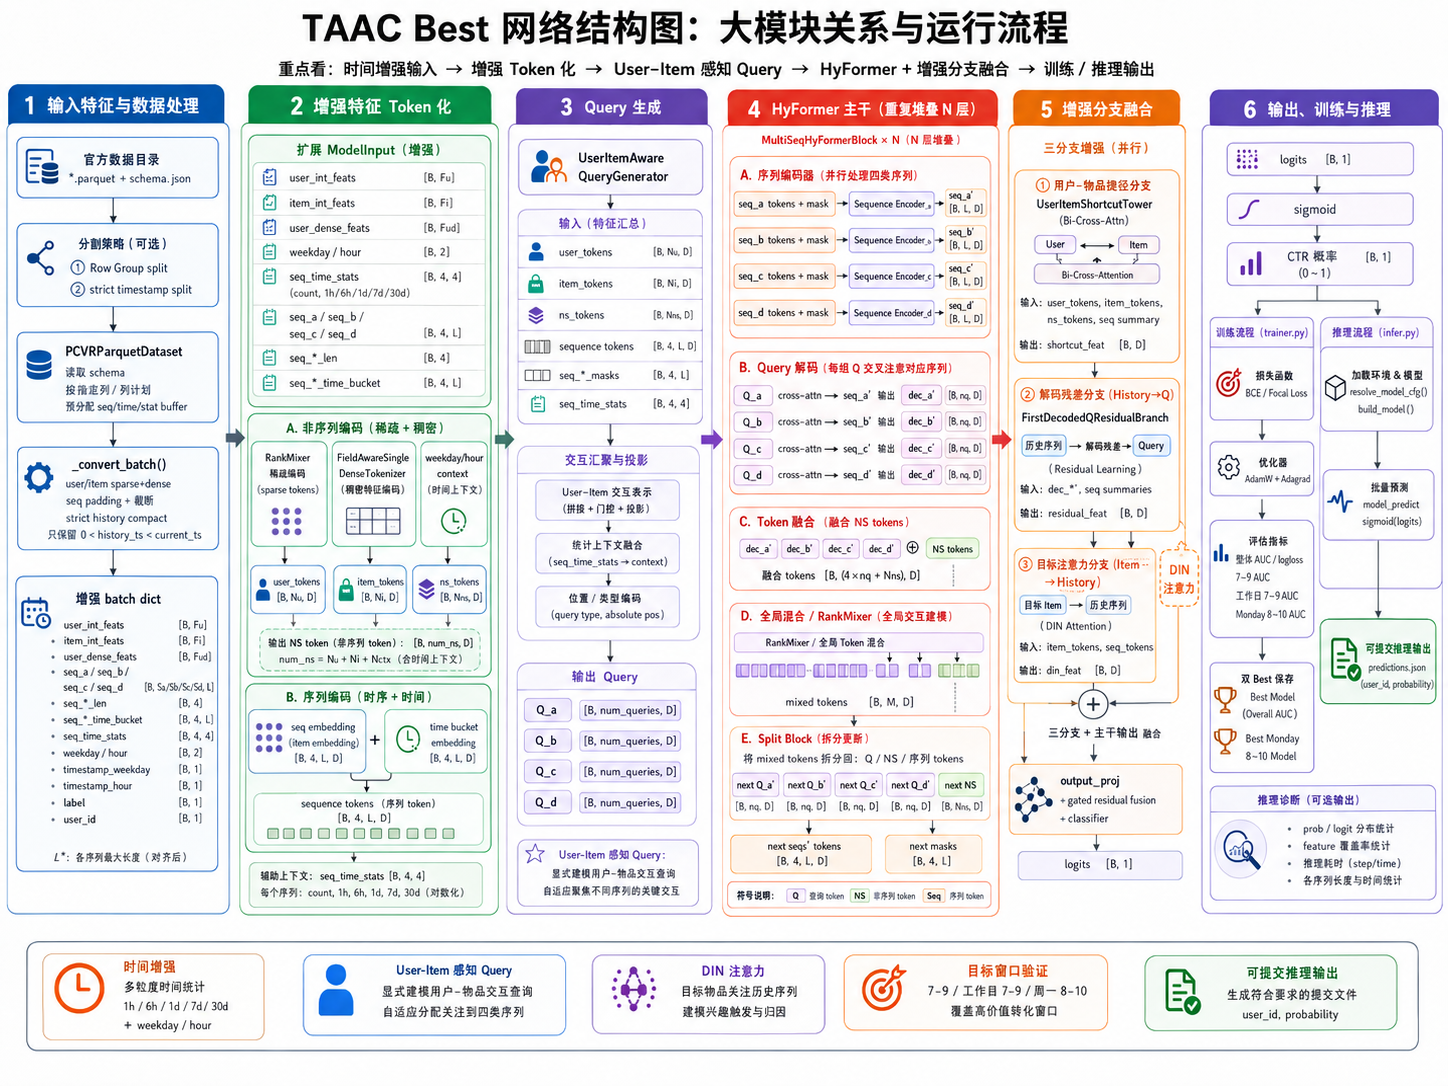 TAAC Best 网络结构图：大模块关系与运行流程
重点看：时间增强输入 → 增强 Token 化 → User-Item 感知 Query → HyFormer + 增强分支融合 → 训练 / 推理输出
1 输入特征与数据处理
官方数据目录
*.parquet + schema.json
分割策略（可选）
① Row Group split
② strict timestamp split
PCVRParquetDataset
读取 schema
按指定列 / 列计划
预分配 seq/time/stat buffer
_convert_batch()
user/item sparse+dense
seq padding + 截断
strict history compact
只保留 0 < history_ts < current_ts
增强 batch dict
user_int_feats [B, Fu]
• item_int_feats [B, Fi]
• user_dense_feats [B, Fud]
• seq_a / seq_b /
seq_c / seq_d [B, Sa/Sb/Sc/Sd, L]
• seq_*_len [B, 4]
• seq_*_time_bucket [B, 4, L]
• seq_time_stats [B, 4, 4]
• weekday / hour [B, 2]
• timestamp_weekday [B, 1]
• timestamp_hour [B, 1]
• label [B, 1]
• user_id [B, 1]
L*：各序列最大长度（对齐后）
2 增强特征 Token 化
扩展 ModelInput（增强）
user_int_feats [B, Fu]
item_int_feats [B, Fi]
user_dense_feats [B, Fud]
weekday / hour [B, 2]
seq_time_stats [B, 4, 4]
(count, 1h/6h/1d/7d/30d)
seq_a / seq_b /
seq_c / seq_d [B, 4, L]
seq_*_len [B, 4]
seq_*_time_bucket [B, 4, L]
A. 非序列编码（稀疏 + 稠密）
RankMixer
稀疏编码
(sparse tokens)
FieldAwareSingle
DenseTokenizer
(稠密特征编码)
weekday/hour
context
(时间上下文)
user_tokens
[B, Nu, D]
item_tokens
[B, Ni, D]
ns_tokens
[B, Nns, D]
输出 NS token（非序列 token）： [B, num_ns, D]
num_ns = Nu + Ni + Nctx（含时间上下文）
B. 序列编码（时序 + 时间）
seq embedding
(item embedding)
[B, 4, L, D]
+
time bucket
embedding
[B, 4, L, D]
sequence tokens（序列 token）
[B, 4, L, D]
辅助上下文：seq_time_stats [B, 4, 4]
每个序列：count, 1h, 6h, 1d, 7d, 30d（对数化）
3 Query 生成
UserItemAware
QueryGenerator
输入（特征汇总）
user_tokens [B, Nu, D]
item_tokens [B, Ni, D]
ns_tokens [B, Nns, D]
sequence tokens [B, 4, L, D]
seq_*_masks [B, 4, L]
seq_time_stats [B, 4, 4]
交互汇聚与投影
User-Item 交互表示
(拼接 + 门控 + 投影)
统计上下文融合
(seq_time_stats → context)
位置 / 类型编码
(query type, absolute pos)
输出 Query
Q_a [B, num_queries, D]
Q_b [B, num_queries, D]
Q_c [B, num_queries, D]
Q_d [B, num_queries, D]
User-Item 感知 Query：
显式建模用户-物品交互查询
自适应聚焦不同序列的关键交互
4 HyFormer 主干（重复堆叠 N 层）
MultiSeqHyFormerBlock × N（N 层堆叠）
A. 序列编码器（并行处理四类序列）
seq_a tokens + mask → Sequence Encoder_a → seq_a' [B, L, D]
seq_b tokens + mask → Sequence Encoder_b → seq_b' [B, L, D]
seq_c tokens + mask → Sequence Encoder_c → seq_c' [B, L, D]
seq_d tokens + mask → Sequence Encoder_d → seq_d' [B, L, D]
B. Query 解码（每组 Q 交叉注意对应序列）
Q_a cross-attn → seq_a' 输出 dec_a' [B, nq, D]
Q_b cross-attn → seq_b' 输出 dec_b' [B, nq, D]
Q_c cross-attn → seq_c' 输出 dec_c' [B, nq, D]
Q_d cross-attn → seq_d' 输出 dec_d' [B, nq, D]
C. Token 融合（融合 NS tokens）
dec_a' dec_b' dec_c' dec_d' ⊕ NS tokens
融合 tokens [B, (4×nq + Nns), D]
D. 全局混合 / RankMixer（全局交互建模）
RankMixer / 全局 Token 混合
mixed tokens [B, M, D]
E. Split Block（拆分更新）
将 mixed tokens 拆分回：Q / NS / 序列 tokens
next Q_a' next Q_b' next Q_c' next Q_d' next NS
[B, nq, D] [B, nq, D] [B, nq, D] [B, nq, D] [B, Nns, D]
next seqs' tokens
[B, 4, L, D]
next masks
[B, 4, L]
符号说明： Q 查询 token NS 非序列 token Seq 序列 token
5 增强分支融合
三分支增强（并行）
① 用户-物品捷径分支
UserItemShortcutTower
(Bi-Cross-Attn)
User Item
Bi-Cross-Attention
输入：user_tokens, item_tokens,
ns_tokens, seq summary
输出：shortcut_feat [B, D]
② 解码残差分支（History→Q）
FirstDecodedQResidualBranch
历史序列 → 解码残差 → Query
(Residual Learning)
输入：dec_*', seq summaries
输出：residual_feat [B, D]
③ 目标注意力分支（Item --
→History）
目标 Item → 历史序列
(DIN Attention)
输入：item_tokens, seq_tokens
输出：din_feat [B, D]
DIN
注意力
+
三分支 + 主干输出 融合
output_proj
+ gated residual fusion
+ classifier
logits [B, 1]
6 输出、训练与推理
logits [B, 1]
sigmoid
CTR 概率 [B, 1]
(0~1)
训练流程（trainer.py）
损失函数
BCE / Focal Loss
优化器
AdamW + Adagrad
评估指标
整体 AUC / logloss
7~9 AUC
工作日 7~9 AUC
Monday 8~10 AUC
双 Best 保存
Best Model
(Overall AUC)
Best Monday
8~10 Model
推理流程（infer.py）
加载环境 & 模型
resolve_model_cfg()
build_model()
批量预测
model_predict
sigmoid(logits)
可提交推理输出
predictions.json
(user_id, probability)
推理诊断（可选输出）
• prob / logit 分布统计
• feature 覆盖率统计
• 推理耗时（step/time）
• 各序列长度与时间统计
时间增强
多粒度时间统计
1h / 6h / 1d / 7d / 30d
+ weekday / hour
User-Item 感知 Query
显式建模用户-物品交互查询
自适应分配关注到四类序列
DIN 注意力
目标物品关注历史序列
建模兴趣触发与归因
目标窗口验证
7-9 / 工作日 7-9 / 周一 8-10
覆盖高价值转化窗口
可提交推理输出
生成符合要求的提交文件
user_id, probability